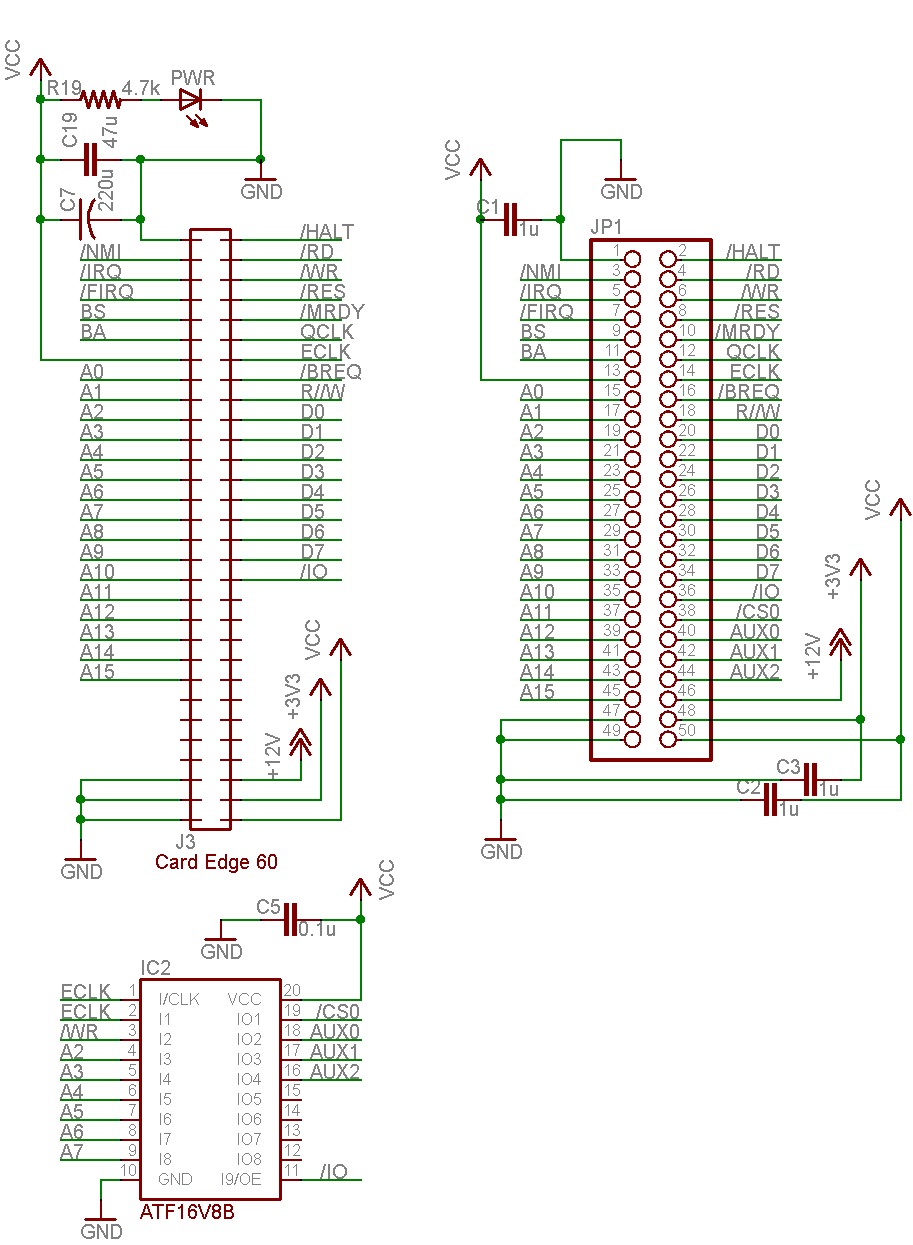 VCC
R19 4.7k PWR
C19 47u
C7 220u
GND
/HALT
/NMI /RD
/IRQ /WR
/FIRQ /RES
BS /MRDY
BA QCLK
ECLK
A0 /BREQ
A1 R//W
A2 D0
A3 D1
A4 D2
A5 D3
A6 D4
A7 D5
A8 D6
A9 D7
A10 /IO
A11
A12
A13
A14
A15
VCC
+3V3
+12V
GND
J3
Card Edge 60
VCC
C1 1u
GND
JP1
1 2 /HALT
/NMI 3 4 /RD
/IRQ 5 6 /WR
/FIRQ 7 8 /RES
BS 9 10 /MRDY
BA 11 12 QCLK
13 14 ECLK
A0 15 16 /BREQ
A1 17 18 R//W
A2 19 20 D0
A3 21 22 D1
A4 23 24 D2
A5 25 26 D3
A6 27 28 D4
A7 29 30 D5
A8 31 32 D6
A9 33 34 D7
A10 35 36 /IO
A11 37 38 /CS0
A12 39 40 AUX0
A13 41 42 AUX1
A14 43 44 AUX2
A15 45 46
47 48
49 50
VCC
+3V3
+12V
C3 1u
C2 1u
GND
VCC
C5 0.1u
GND
IC2
ECLK 1 I/CLK VCC 20
ECLK 2 I1 IO1 19 /CS0
/WR 3 I2 IO2 18 AUX0
A2 4 I3 IO3 17 AUX1
A3 5 I4 IO4 16 AUX2
A4 6 I5 IO5 15
A5 7 I6 IO6 14
A6 8 I7 IO7 13
A7 9 I8 IO8 12
10 GND I9/OE 11 /IO
ATF16V8B
GND